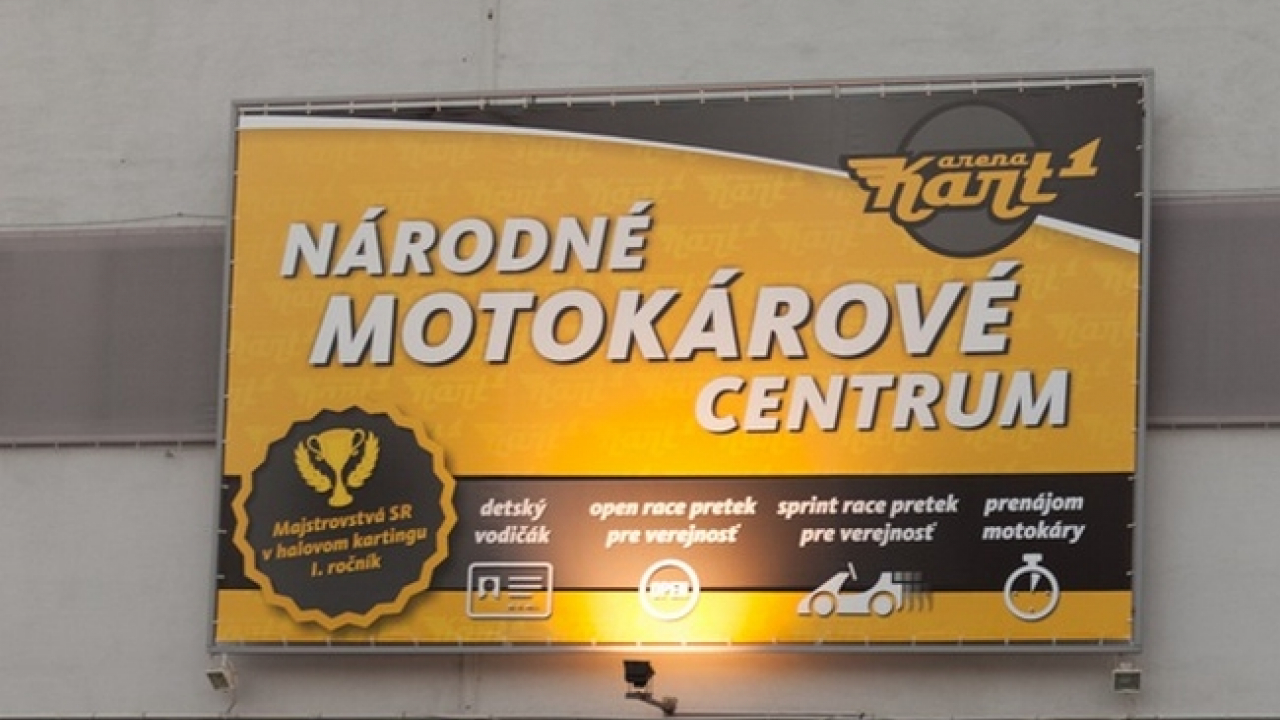 arena
Kart 1
NÁRODNÉ
MOTOKÁROVÉ
CENTRUM
Majstrovstvá SR
v halovom kartingu
I. ročník
detský
vodičák
open race pretek
pre verejnosť
OPEN
sprint race pretek
pre verejnosť
prenájom
motokáry